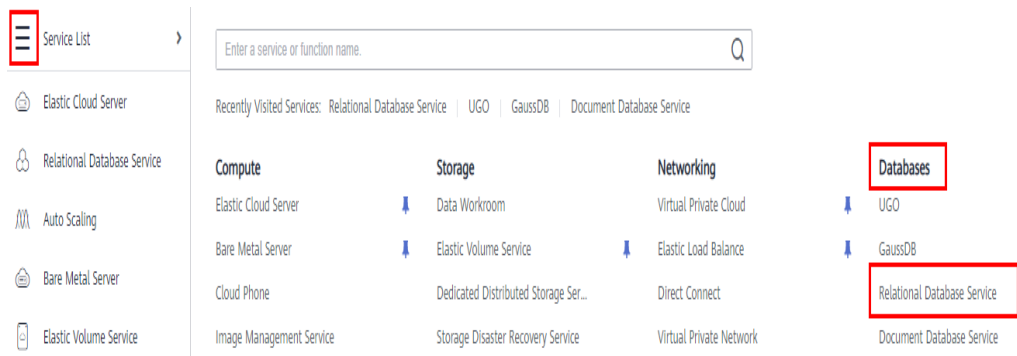 Service List
Elastic Cloud Server
Relational Database Service
Auto Scaling
Bare Metal Server
Elastic Volume Service
Enter a service or function name.
Recently Visited Services: Relational Database Service | UGO | GaussDB | Document Database Service
Compute
Elastic Cloud Server
Bare Metal Server
Cloud Phone
Image Management Service
Storage
Data Workroom
Elastic Volume Service
Dedicated Distributed Storage Ser...
Storage Disaster Recovery Service
Networking
Virtual Private Cloud
Elastic Load Balance
Direct Connect
Virtual Private Network
Databases
UGO
GaussDB
Relational Database Service
Document Database Service